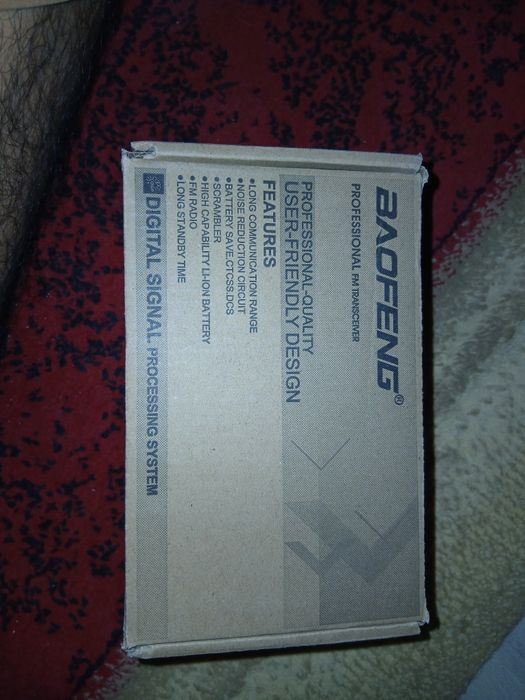 BAOFENG®
PROFESSIONAL FM TRANSCEIVER
PROFESSIONAL-QUALITY
USER-FRIENDLY DESIGN
FEATURES
•LONG COMMUNICATION RANGE
•NOISE REDUCTION CIRCUIT
•BATTERY SAVE,CTCSS,DCS
•SCRAMBLER
•HIGH CAPABILITY LI-ION BATTERY
•FM RADIO
•LONG STANDBY TIME
DIGITAL SIGNAL PROCESSING SYSTEM